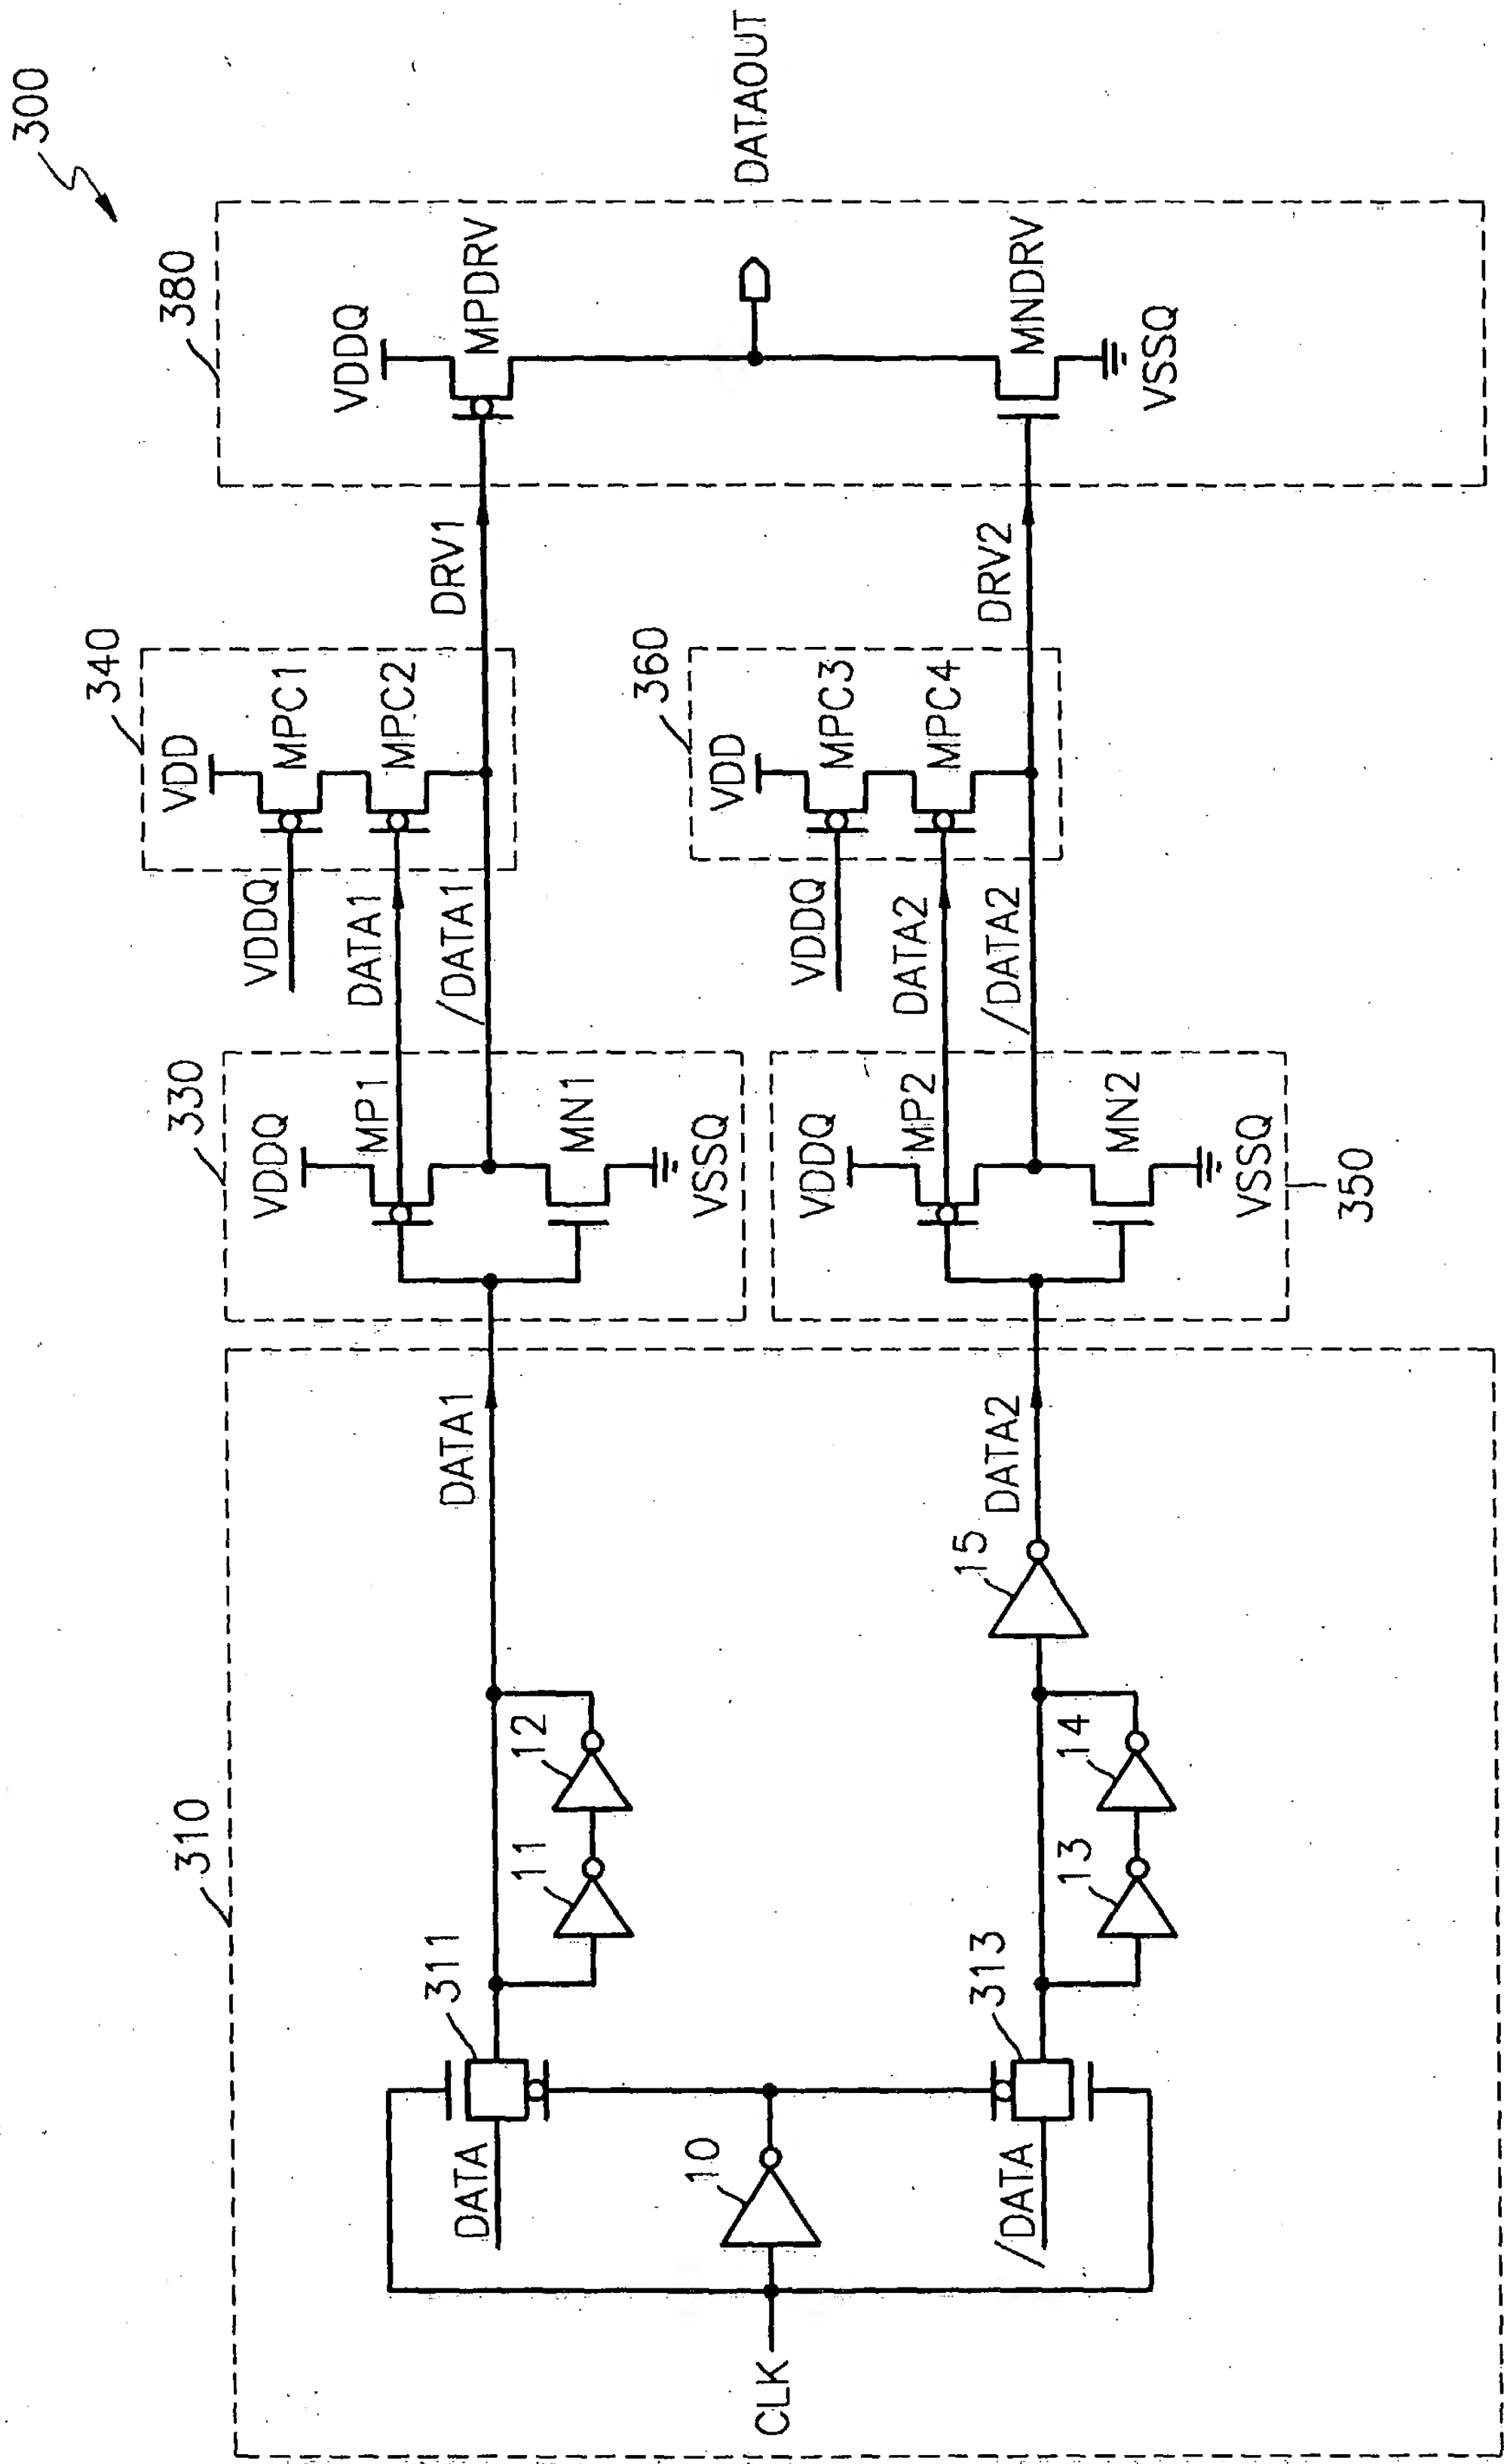 300
310
CLK
10
DATA
311
11
12
DATA1
/DATA
313
13
14
15
DATA2
330
VDDQ
MP1
MN1
VSSQ
350
VDDQ
MP2
MN2
VSSQ
340
VDD
MPC1
MPC2
VDDQ
DATA1
/DATA1
DRV1
360
VDD
MPC3
MPC4
VDDQ
DATA2
/DATA2
DRV2
380
VDDQ
MPDRV
MNDRV
VSSQ
DATAOUT